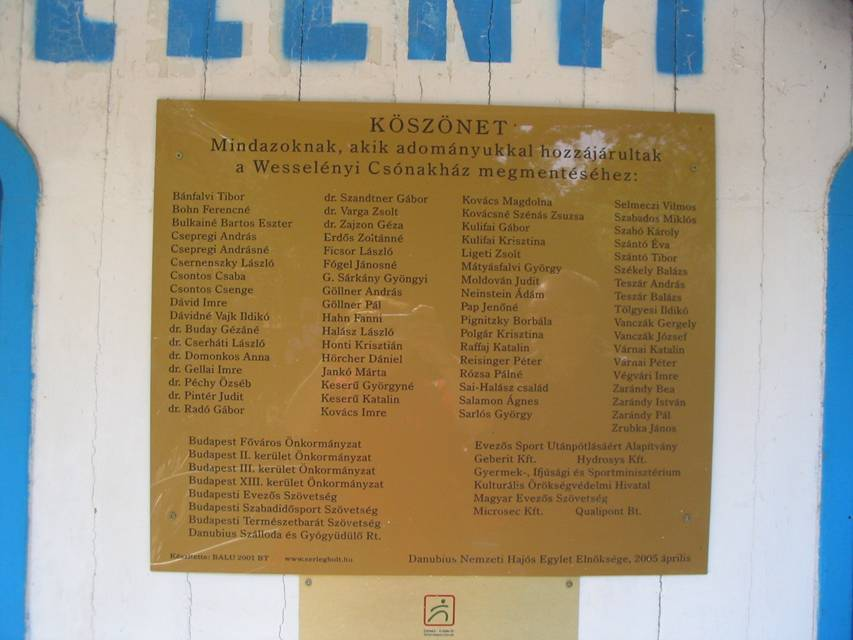 KÖSZÖNET
Mindazoknak, akik adományukkal hozzájárultak
a Wesselényi Csónakház megmentéséhez:
Bánfalvi Tibor
Bohn Ferencné
Bulkainé Bartos Eszter
Csepregi András
Csepregi Andrásné
Csernenszky László
Csontos Csaba
Csontos Csenge
Dávid Imre
Dávidné Vajk Ildikó
dr. Buday Gézáné
dr. Cserháti László
dr. Domonkos Anna
dr. Gellai Imre
dr. Péchy Özséb
dr. Pintér Judit
dr. Radó Gábor
dr. Szandtner Gábor
dr. Varga Zsolt
dr. Zajzon Géza
Erdős Zoltánné
Ficsor László
Fógel Jánosné
G. Sárkány Gyöngyi
Göllner András
Göllner Pál
Hahn Fanni
Halász László
Honti Krisztián
Hörcher Dániel
Jankó Márta
Keserű Györgyné
Keserű Katalin
Kovács Imre
Kovács Magdolna
Kovácsné Szénás Zsuzsa
Kulifai Gábor
Kulifai Krisztina
Ligeti Zsolt
Mátyásfalvi György
Moldován Judit
Neinstein Ádám
Pap Jenőné
Pignitzky Borbála
Polgár Krisztina
Raffaj Katalin
Reisinger Péter
Rózsa Pálné
Sai-Halász család
Salamon Ágnes
Sarlós György
Selmeczi Vilmos
Szabados Miklós
Szabó Károly
Szántó Éva
Szántó Tibor
Székely Balázs
Teszár András
Teszár Balázs
Tölgyesi Ildikó
Vanczák Gergely
Vanczák József
Várnai Katalin
Várnai Péter
Végvári Imre
Zarándy Bea
Zarándy István
Zarándy Pál
Zrubka János
Budapest Főváros Önkormányzat
Budapest II. kerület Önkormányzat
Budapest III. kerület Önkormányzat
Budapest XIII. kerület Önkormányzat
Budapesti Evezős Szövetség
Budapesti Szabadidősport Szövetség
Budapesti Természetbarát Szövetség
Danubius Szálloda és Gyógyüdülő Rt.
Evezős Sport Utánpótlásáért Alapítvány
Geberit Kft. Hydrosys Kft.
Gyermek-, Ifjúsági és Sportminisztérium
Kulturális Örökségvédelmi Hivatal
Magyar Evezős Szövetség
Microsec Kft. Qualipont Bt.
Készítette: BALU 2001 BT www.serlegbolt.hu
Danubius Nemzeti Hajós Egylet Elnöksége, 2005 április